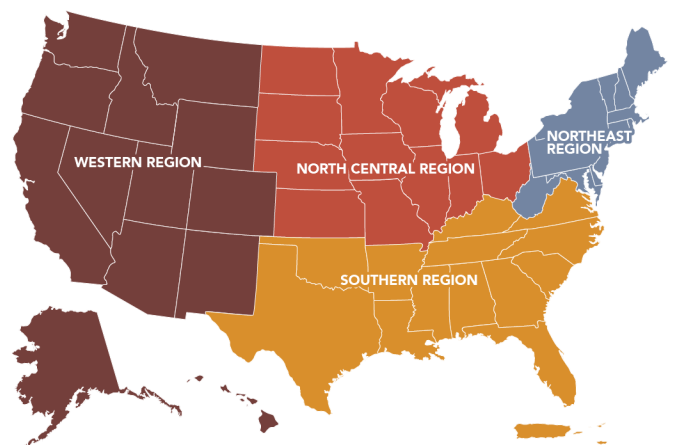 WESTERN REGION
NORTH CENTRAL REGION
NORTHEAST
REGION
SOUTHERN REGION